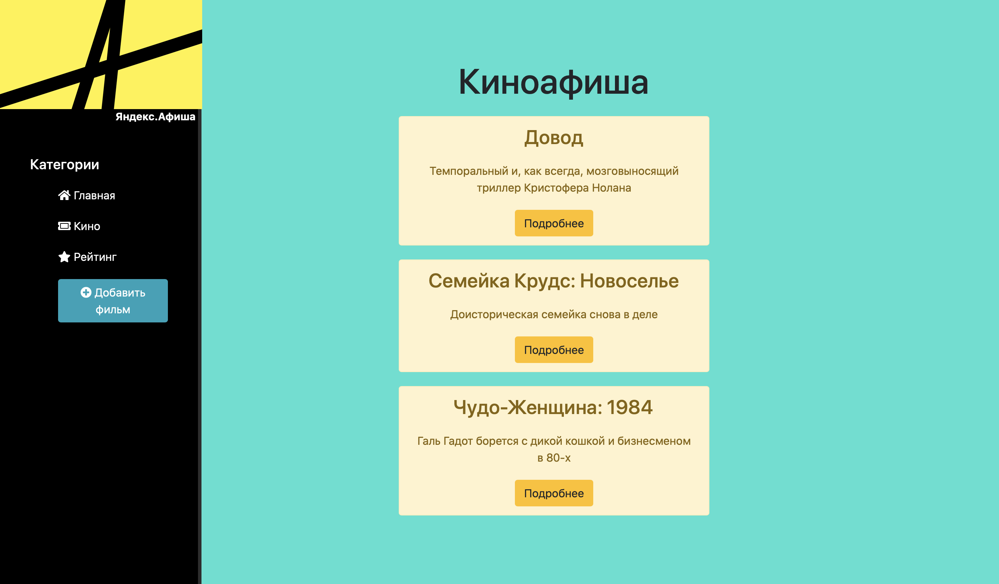 Яндекс.Афиша
Категории
Главная
Кино
Рейтинг
Добавить
фильм
Киноафиша
Довод
Темпоральный и, как всегда, мозговыносящий
триллер Кристофера Нолана
Подробнее
Семейка Крудс: Новоселье
Доисторическая семейка снова в деле
Подробнее
Чудо-Женщина: 1984
Галь Гадот борется с дикой кошкой и бизнесменом
в 80-х
Подробнее